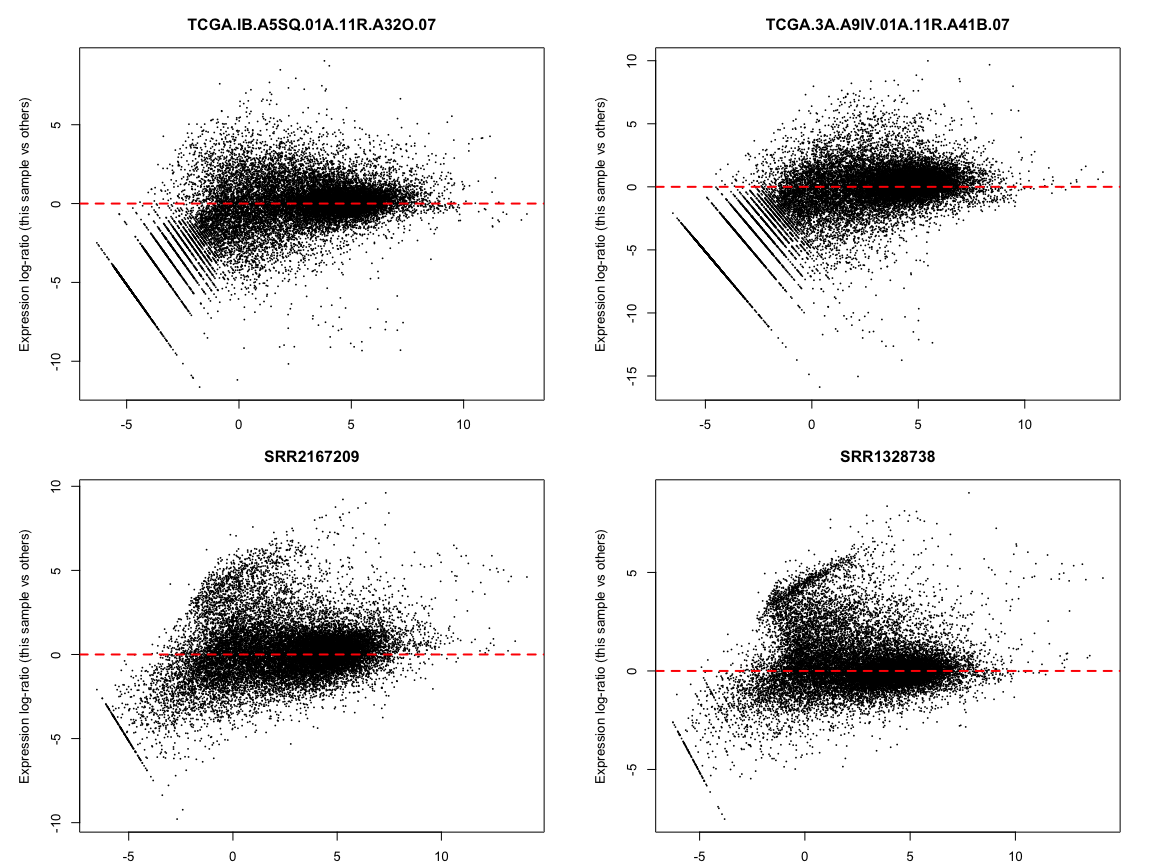 TCGA.IB.A5SQ.01A.11R.A32O.07
Expression log-ratio (this sample vs others)
5
0
-5
-10
-5 0 5 10
TCGA.3A.A9IV.01A.11R.A41B.07
Expression log-ratio (this sample vs others)
10
5
0
-5
-10
-15
-5 0 5 10
SRR2167209
Expression log-ratio (this sample vs others)
10
5
0
-5
-10
-5 0 5 10
SRR1328738
Expression log-ratio (this sample vs others)
5
0
-5
-5 0 5 10